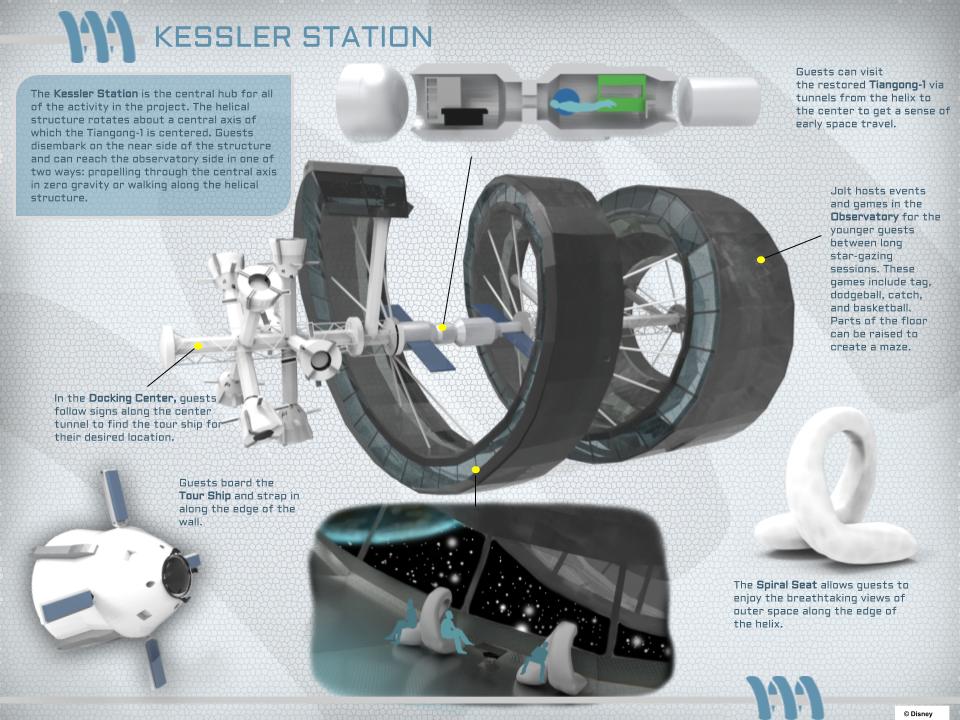 KESSLER STATION
The Kessler Station is the central hub for all
of the activity in the project. The helical
structure rotates about a central axis of
which the Tiangong-1 is centered. Guests
disembark on the near side of the structure
and can reach the observatory side in one of
two ways: propelling through the central axis
in zero gravity or walking along the helical
structure.
Guests can visit
the restored Tiangong-1 via
tunnels from the helix to
the center to get a sense of
early space travel.
Jolt hosts events
and games in the
Observatory for the
younger guests
between long
star-gazing
sessions. These
games include tag,
dodgeball, catch,
and basketball.
Parts of the floor
can be raised to
create a maze.
In the Docking Center, guests
follow signs along the center
tunnel to find the tour ship for
their desired location.
Guests board the
Tour Ship and strap in
along the edge of the
wall.
The Spiral Seat allows guests to
enjoy the breathtaking views of
outer space along the edge of
the helix.
© Disney